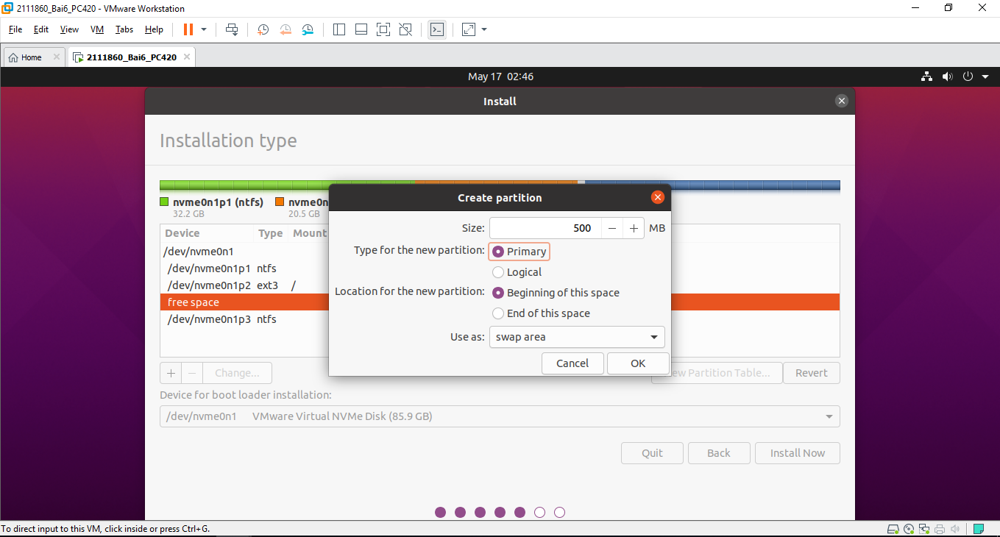 2111860_Bai6_PC420 - VMware Workstation
File Edit View VM Tabs Help
Home 2111860_Bai6_PC420
May 17 02:46
Install
Installation type
nvme0n1p1 (ntfs) nvme0n
32.2 GB 20.5 GB
Create partition
Size: 500 MB
Type for the new partition: Primary
Logical
Location for the new partition: Beginning of this space
End of this space
Use as: swap area
Cancel OK
Device Type Mount
/dev/nvme0n1
/dev/nvme0n1p1 ntfs
/dev/nvme0n1p2 ext3 /
free space
/dev/nvme0n1p3 ntfs
+ − Change... ew Partition Table... Revert
Device for boot loader installation:
/dev/nvme0n1 VMware Virtual NVMe Disk (85.9 GB)
Quit Back Install Now
To direct input to this VM, click inside or press Ctrl+G.